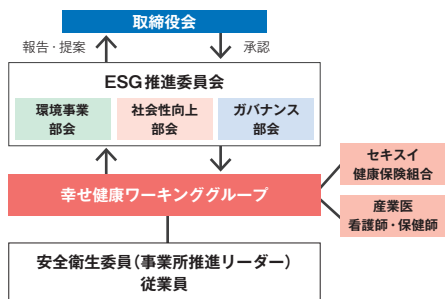 取締役会
報告・提案
承認
ESG推進委員会
環境事業
部会
社会性向上
部会
ガバナンス
部会
幸せ健康ワーキンググループ
セキスイ
健康保険組合
産業医
看護師・保健師
安全衛生委員（事業所推進リーダー）
従業員